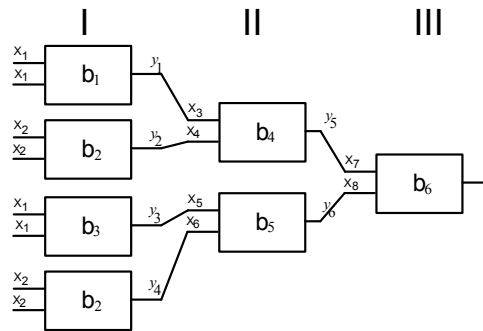 I II III
x1 b1 y1
x1
x3 y5
x2 b2 y2 x4 b4
x2
x7
x1 b3 y3 x5 x8 b6
x1 x6 b5 y6
x2 b2 y4
x2